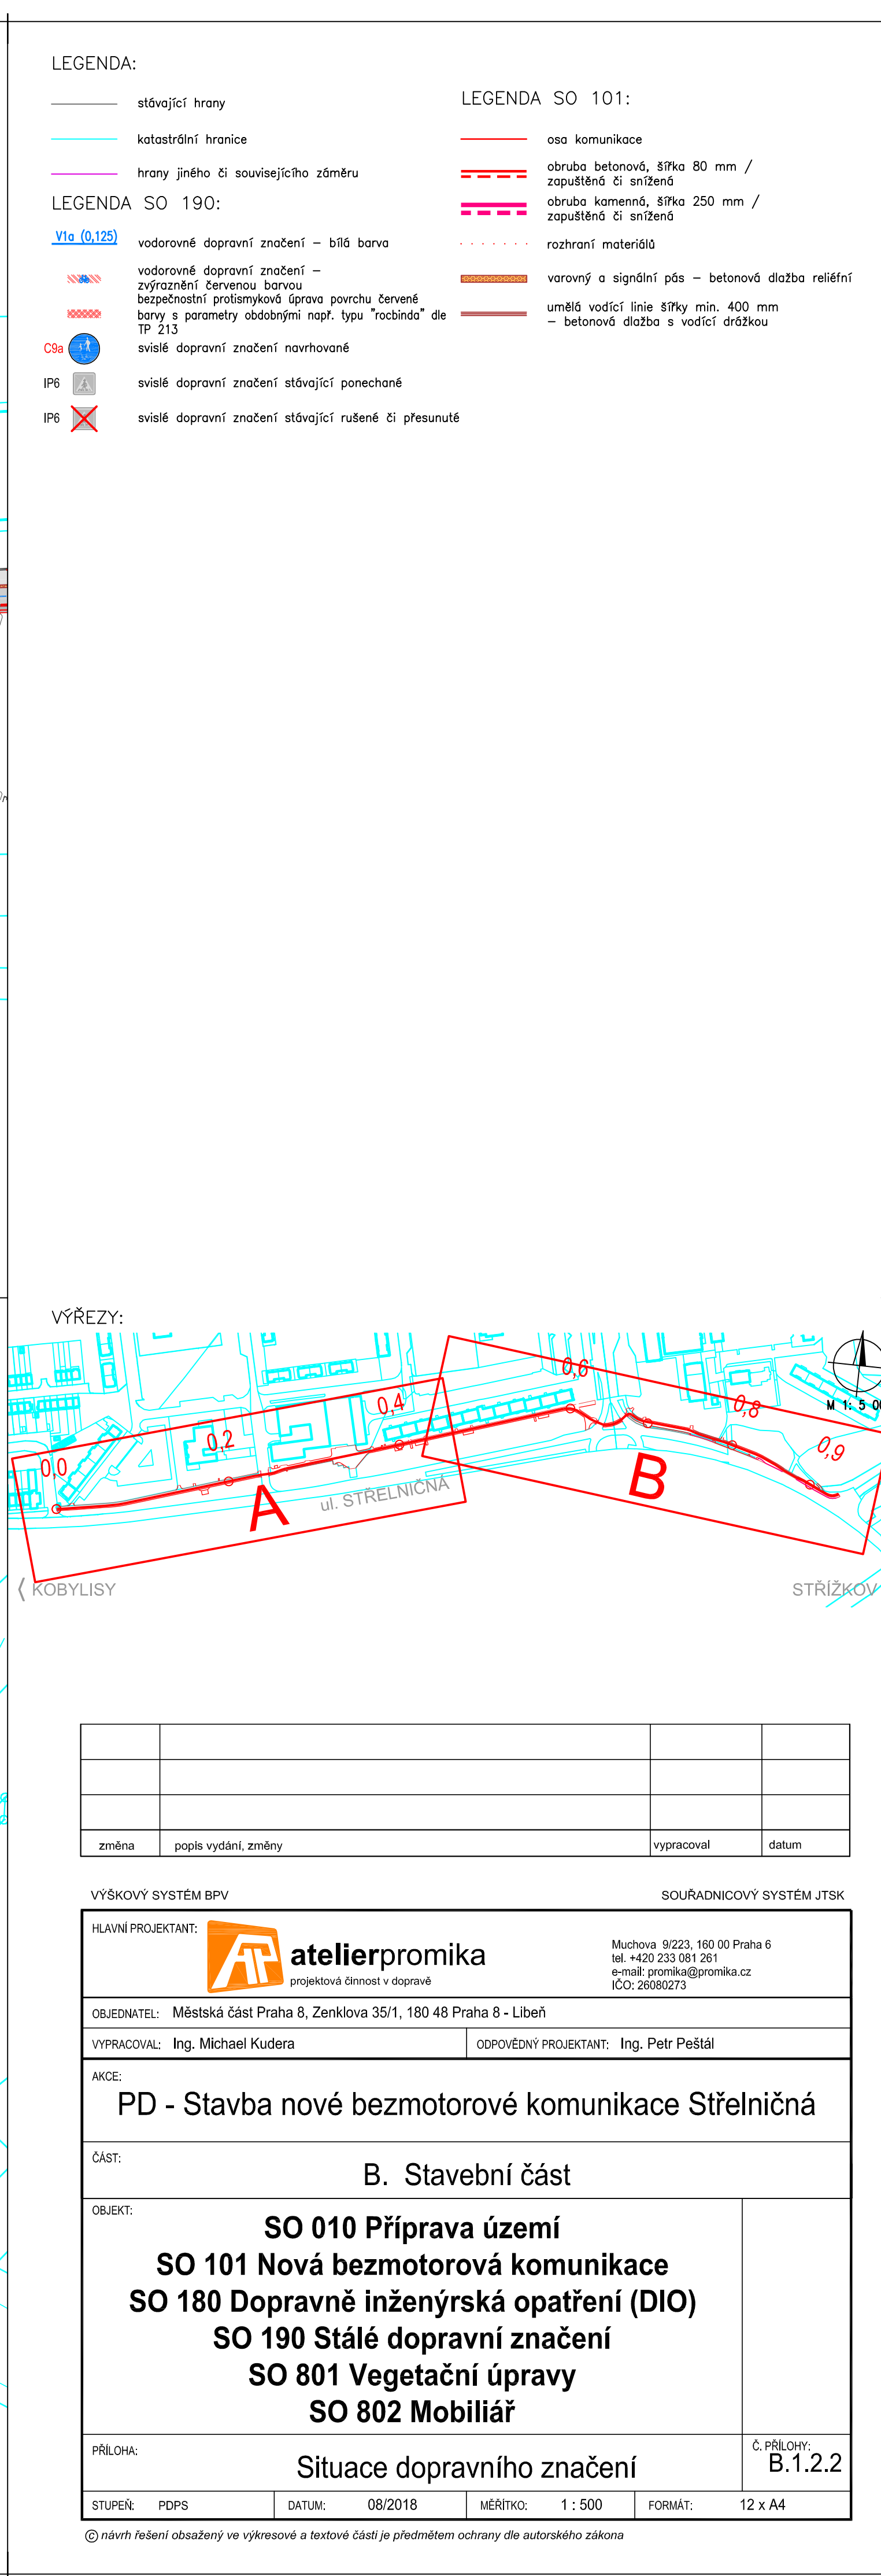 LEGENDA:
stávající hrany
katastrální hranice
hrany jiného či souvisejícího záměru
LEGENDA SO 190:
V1a (0,125)
vodorovné dopravní značení – bílá barva
vodorovné dopravní značení –
zvýraznění červenou barvou
bezpečnostní protismyková úprava povrchu červené
barvy s parametry obdobnými např. typu "rocbinda" dle
TP 213
C9a
svislé dopravní značení navrhované
IP6
svislé dopravní značení stávající ponechané
IP6
svislé dopravní značení stávající rušené či přesunuté
LEGENDA SO 101:
osa komunikace
obruba betonová, šířka 80 mm /
zapuštěná či snížená
obruba kamenná, šířka 250 mm /
zapuštěná či snížená
rozhraní materiálů
varovný a signální pás – betonová dlažba reliéfní
umělá vodící linie šířky min. 400 mm
– betonová dlažba s vodící drážkou
VÝŘEZY:
0,0
0,2
0,4
0,6
0,8
0,9
A
B
ul. STŘELNIČNÁ
M 1: 5 00
KOBYLISY
STŘÍŽKOV
změna
popis vydání, změny
vypracoval
datum
VÝŠKOVÝ SYSTÉM BPV
SOUŘADNICOVÝ SYSTÉM JTSK
HLAVNÍ PROJEKTANT:
AP
atelierpromika
projektová činnost v dopravě
Muchova 9/223, 160 00 Praha 6
tel. +420 233 081 261
e-mail: promika@promika.cz
IČO: 26080273
OBJEDNATEL: Městská část Praha 8, Zenklova 35/1, 180 48 Praha 8 - Libeň
VYPRACOVAL: Ing. Michael Kudera
ODPOVĚDNÝ PROJEKTANT: Ing. Petr Peštál
AKCE:
PD - Stavba nové bezmotorové komunikace Střelničná
ČÁST:
B. Stavební část
OBJEKT:
SO 010 Příprava území
SO 101 Nová bezmotorová komunikace
SO 180 Dopravně inženýrská opatření (DIO)
SO 190 Stálé dopravní značení
SO 801 Vegetační úpravy
SO 802 Mobiliář
PŘÍLOHA:
Situace dopravního značení
Č. PŘÍLOHY:
B.1.2.2
STUPEŇ: PDPS
DATUM: 08/2018
MĚŘÍTKO: 1 : 500
FORMÁT: 12 x A4
© návrh řešení obsažený ve výkresové a textové části je předmětem ochrany dle autorského zákona